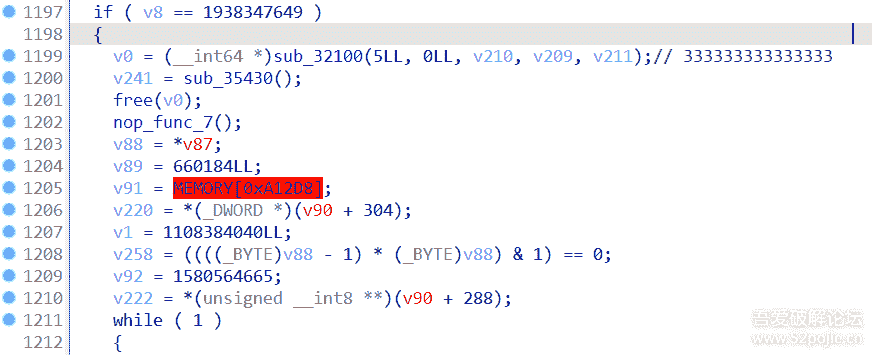 1197 if ( v8 == 1938347649 )
1198 {
1199 v0 = (__int64 *)sub_32100(5LL, 0LL, v210, v209, v211);// 333333333333333
1200 v241 = sub_35430();
1201 free(v0);
1202 nop_func_7();
1203 v88 = *v87;
1204 v89 = 660184LL;
1205 v91 = MEMORY[0xA12D8];
1206 v220 = *(_DWORD *)(v90 + 304);
1207 v1 = 1108384040LL;
1208 v258 = ((((_BYTE)v88 - 1) * (_BYTE)v88) & 1) == 0;
1209 v92 = 1580564665;
1210 v222 = *(unsigned __int8 **)(v90 + 288);
1211 while ( 1 )
1212 {
吾爱破解论坛
www.52pojie.cn